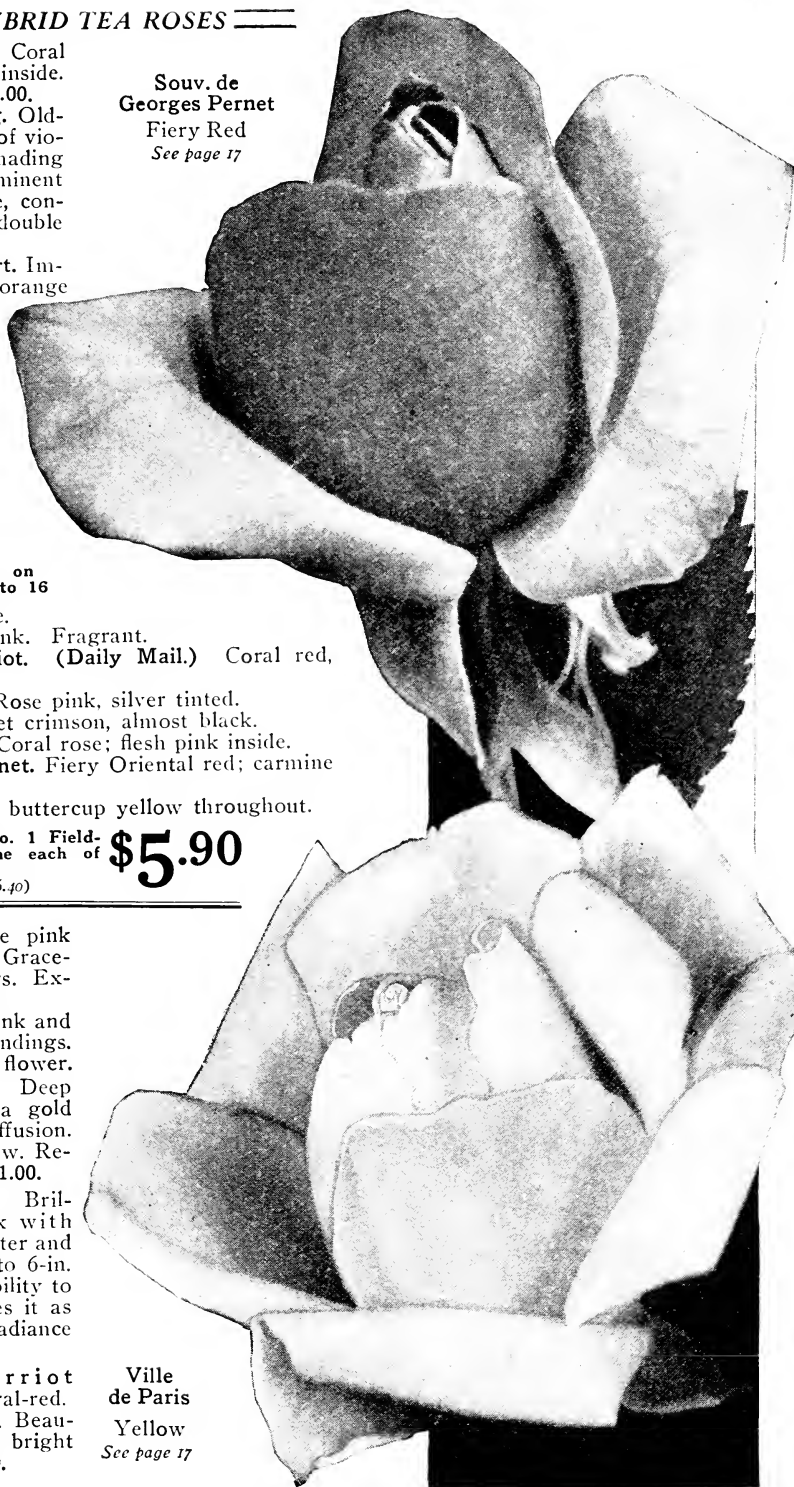 BRID TEA ROSES
Coral
inside.
.00.
. Old-
of vio-
nading
minent
, con-
double
t. Im-
orange
Souv. de
Georges Pernet
Fiery Red
See page 17
on
to 16
e.
nk. Fragrant.
iot. (Daily Mail.) Coral red,
Rose pink, silver tinted.
et crimson, almost black.
Coral rose; flesh pink inside.
net. Fiery Oriental red; carmine
buttercup yellow throughout.
o. 1 Field-
ne each of
$5.90
.40)
e pink
Grace-
s. Ex-
nk and
ndings.
flower.
Deep
a gold
ffusion.
w. Re-
1.00.
Bril-
k with
ter and
to 6-in.
bility to
es it as
adiance
rriot
ral-red.
. Beau-
bright
Ville
de Paris
Yellow
See page 17